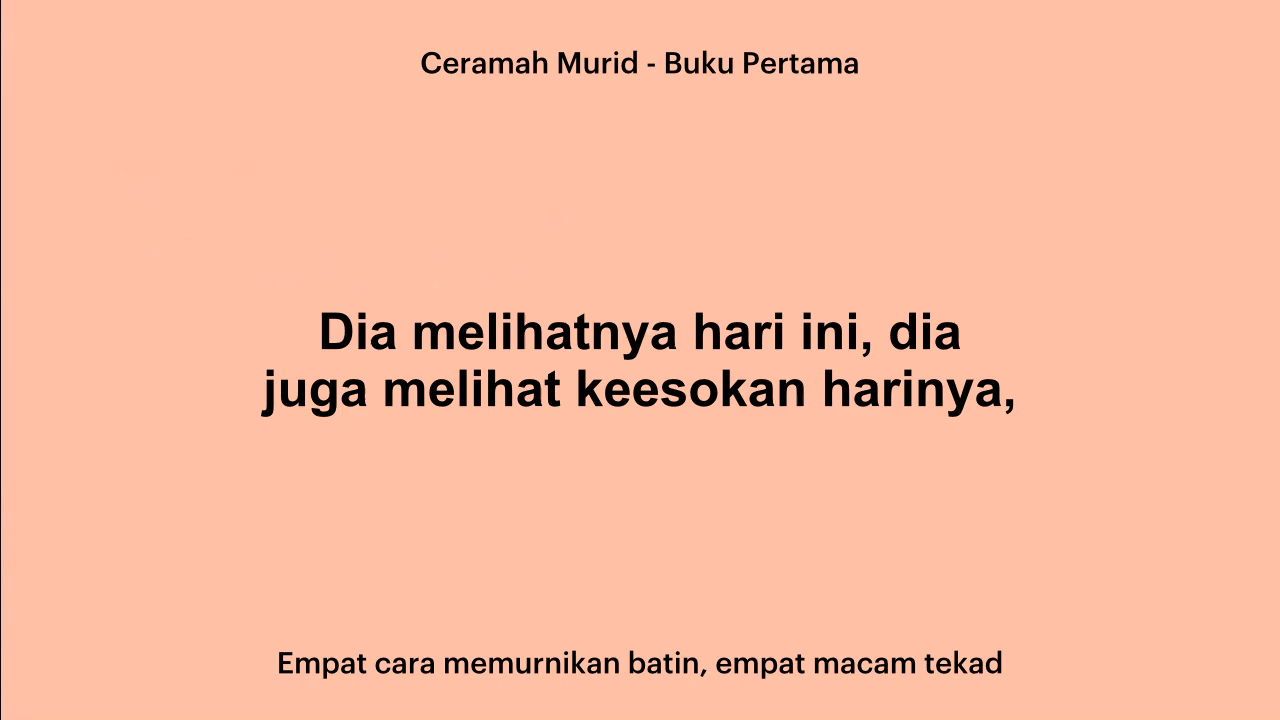 Ceramah Murid - Buku Pertama
Dia melihatnya hari ini, dia
juga melihat keesokan harinya,
Empat cara memurnikan batin, empat macam tekad